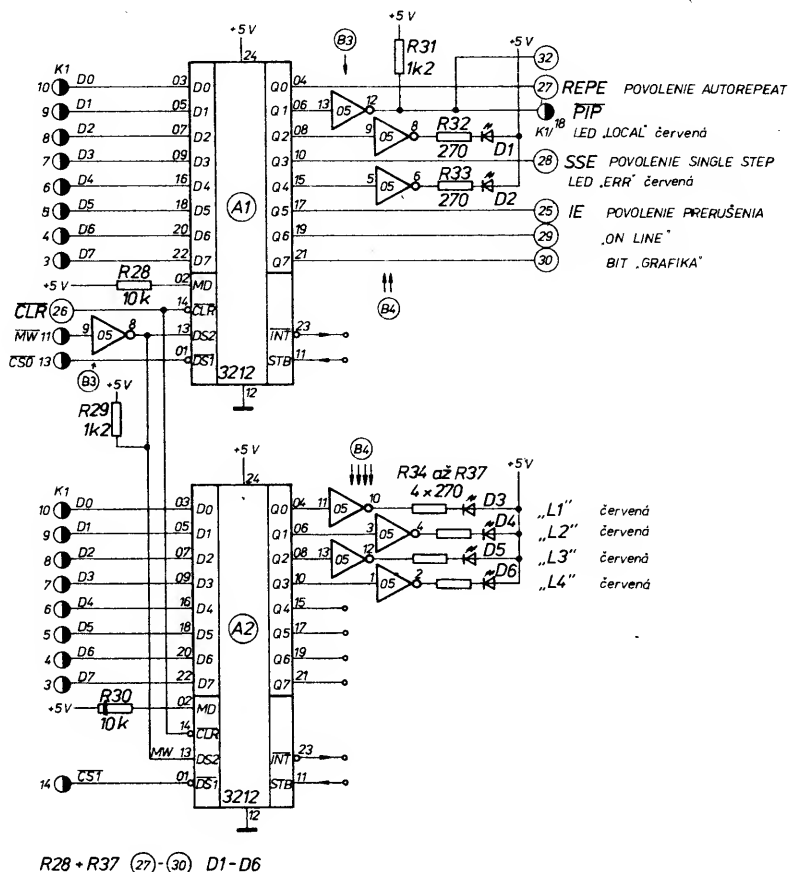 +5 V
24
B3
+5 V
R31
1k2
+5 V
32
K1
10 D0 03 D0 Q0 04 27 REPE POVOLENIE AUTOREPEAT
9 D1 05 D1 Q1 06 13 05 12 PIP
K1/18 LED „LOCAL" červená
8 D2 07 D2 Q2 08 9 05 8 R32 270 D1
7 D3 09 D3 Q3 10 28 SSE POVOLENIE SINGLE STEP
LED „ERR" červená
6 D4 16 D4 Q4 15 5 05 6 R33 270 D2
5 D5 18 D5 Q5 17 25 IE POVOLENIE PRERUŠENIA
4 D6 20 D6 Q6 19 29 „ON LINE"
3 D7 22 D7 Q7 21 30 BIT „GRAFIKA"
A1
B4
+5V R28 10k 02 MD
CLR 26 14 CLR
MW 11 9 05 8 13 DS2 INT 23
CS0 13 01 DS1 STB 11
B3
3212
12
+5 V
R29
1k2
+5 V
24
B4
R34 až R37
4 × 270
+5 V
K1
10 D0 03 D0 Q0 04 11 10 D3 „L1" červená
9 D1 05 D1 Q1 06 3 4 D4 „L2" červená
8 D2 07 D2 Q2 08 13 12 D5 „L3" červená
7 D3 09 D3 Q3 10 1 2 D6 „L4" červená
6 D4 16 D4 Q4 15
5 D5 18 D5 Q5 17
4 D6 20 D6 Q6 19
3 D7 22 D7 Q7 21
A2
+5V R30 10k 02 MD
14 CLR
MW 13 DS2 INT 23
14 CS1 01 DS1 STB 11
3212
12
R28 ÷ R37 27-30 D1-D6